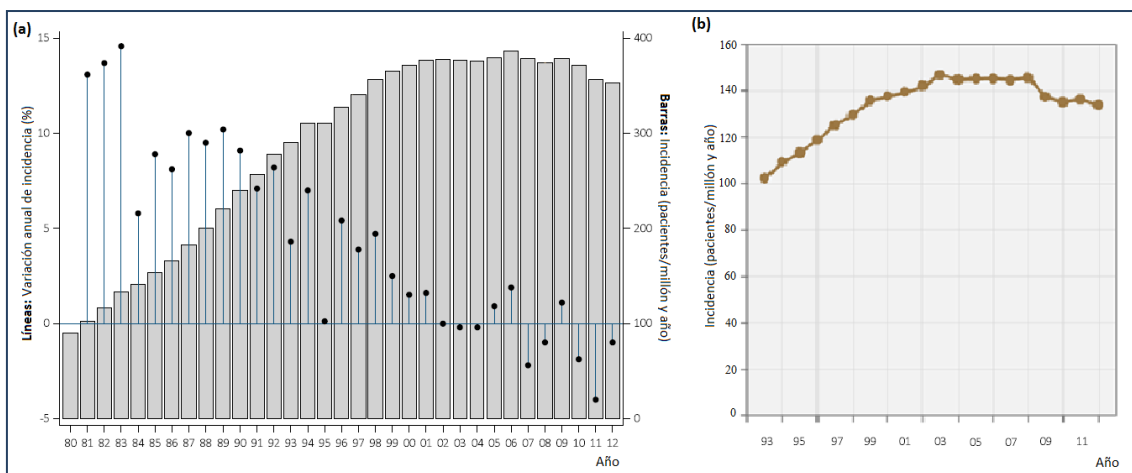 (a)
15
10
5
0
-5
Líneas: Variación anual de incidencia (%)
400
300
200
100
0
Barras: Incidencia (pacientes/millón y año)
80 81 82 83 84 85 86 87 88 89 90 91 92 93 94 95 96 97 98 99 00 01 02 03 04 05 06 07 08 09 10 11 12
Año
(b)
160
140
120
100
80
60
40
20
0
Incidencia (pacientes/millón y año)
93 95 97 99 01 03 05 07 09 11
Año